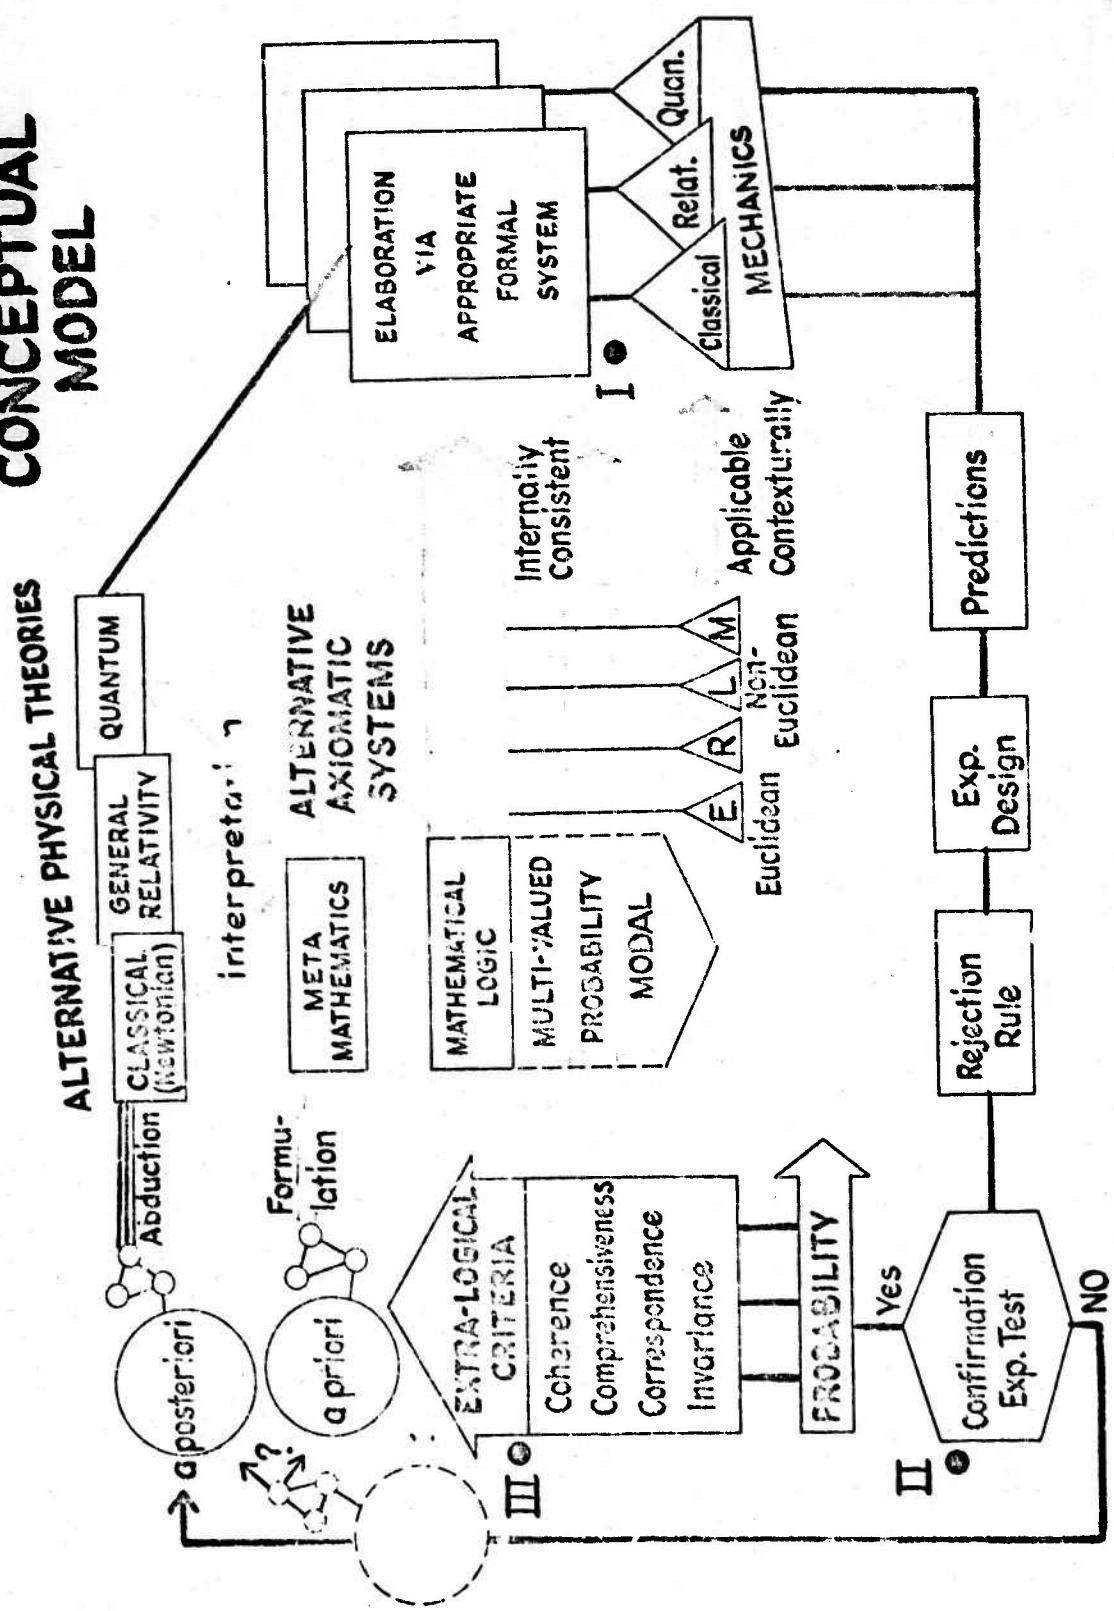 CONCEPTUAL
MODEL
ALTERNATIVE PHYSICAL THEORIES
a posteriori
Abduction
CLASSICAL
(Newtonian)
GENERAL
RELATIVITY
QUANTUM
?
a priori
Formu-
lation
META
MATHEMATICS
ALTERNATIVE
AXIOMATIC
SYSTEMS
ELABORATION
VIA
APPROPRIATE
FORMAL
SYSTEM
MATHEMATICAL
LOGIC
MULTI-VALUED
PROBABILITY
MODAL
Internally
Consistent
I
E
R
L
M
Euclidean
Non-
Euclidean
Applicable
Contexturally
Classical
Relat.
Quan.
MECHANICS
III
EXTRA-LOGICAL
CRITERIA
Coherence
Comprehensiveness
Correspondence
Invariance
PROBABILITY
Yes
II
Confirmation
Exp. Test
NO
Rejection
Rule
Exp.
Design
Predictions